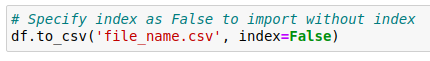 # Specify index as False to import without index
df.to_csv('file_name.csv', index=False)